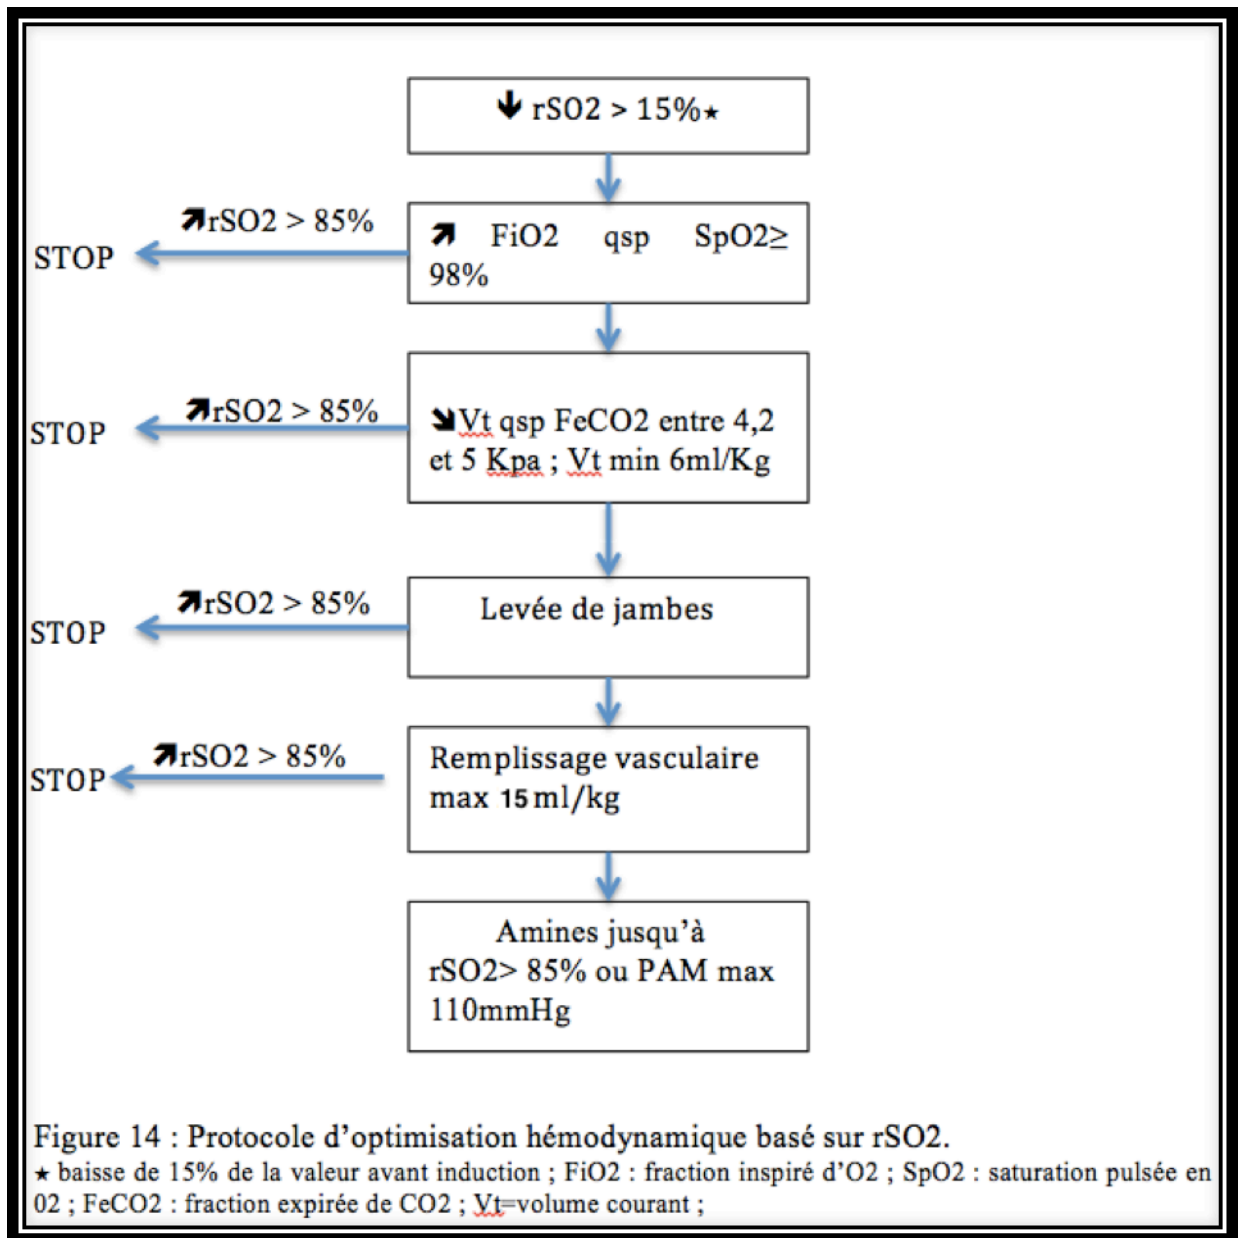 🡻 rSO2 > 15%★
🡽rSO2 > 85%
STOP
🡽 FiO2 qsp SpO2≥
98%
🡽rSO2 > 85%
STOP
🡾Vt qsp FeCO2 entre 4,2
et 5 Kpa ; Vt min 6ml/Kg
🡽rSO2 > 85%
STOP
Levée de jambes
🡽rSO2 > 85%
STOP
Remplissage vasculaire
max 15 ml/kg
Amines jusqu’à
rSO2> 85% ou PAM max
110mmHg
Figure 14 : Protocole d’optimisation hémodynamique basé sur rSO2.
★ baisse de 15% de la valeur avant induction ; FiO2 : fraction inspiré d’O2 ; SpO2 : saturation pulsée en
02 ; FeCO2 : fraction expirée de CO2 ; Vt=volume courant ;